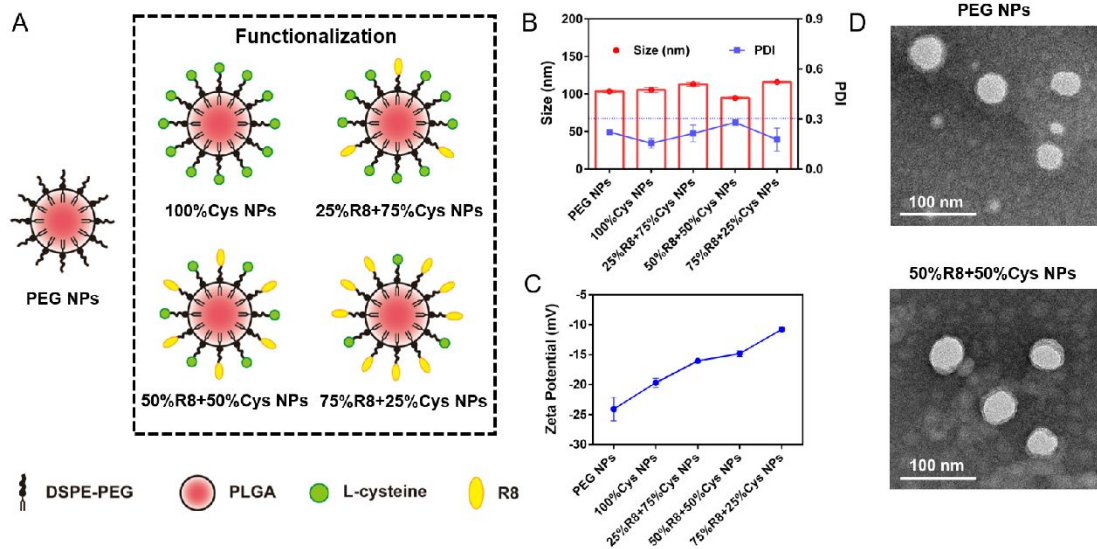 A
Functionalization
100%Cys NPs
25%R8+75%Cys NPs
PEG NPs
50%R8+50%Cys NPs
75%R8+25%Cys NPs
DSPE-PEG
PLGA
L-cysteine
R8
B
200
150
100
50
0
Size (nm)
Size (nm)
PDI
0.9
0.6
0.3
0.0
PDI
PEG NPs
100%Cys NPs
25%R8+75%Cys NPs
50%R8+50%Cys NPs
75%R8+25%Cys NPs
C
-5
-10
-15
-20
-25
-30
Zeta Potential (mV)
PEG NPs
100%Cys NPs
25%R8+75%Cys NPs
50%R8+50%Cys NPs
75%R8+25%Cys NPs
D
PEG NPs
100 nm
50%R8+50%Cys NPs
100 nm